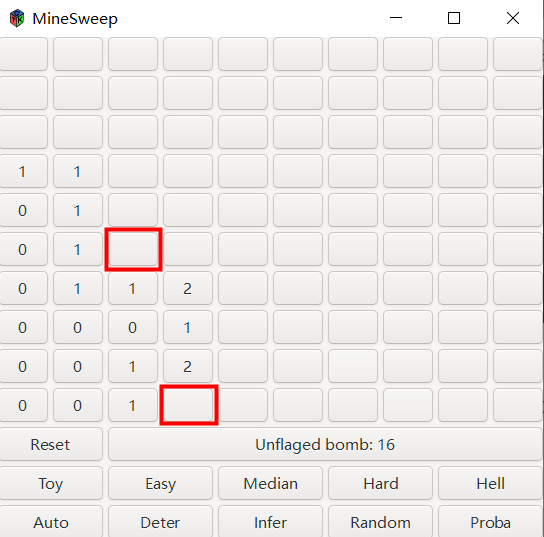 MineSweep
1 1
0 1
0 1
0 1 1 2
0 0 0 1
0 0 1 2
0 0 1
Reset Unflaged bomb: 16
Toy Easy Median Hard Hell
Auto Deter Infer Random Proba